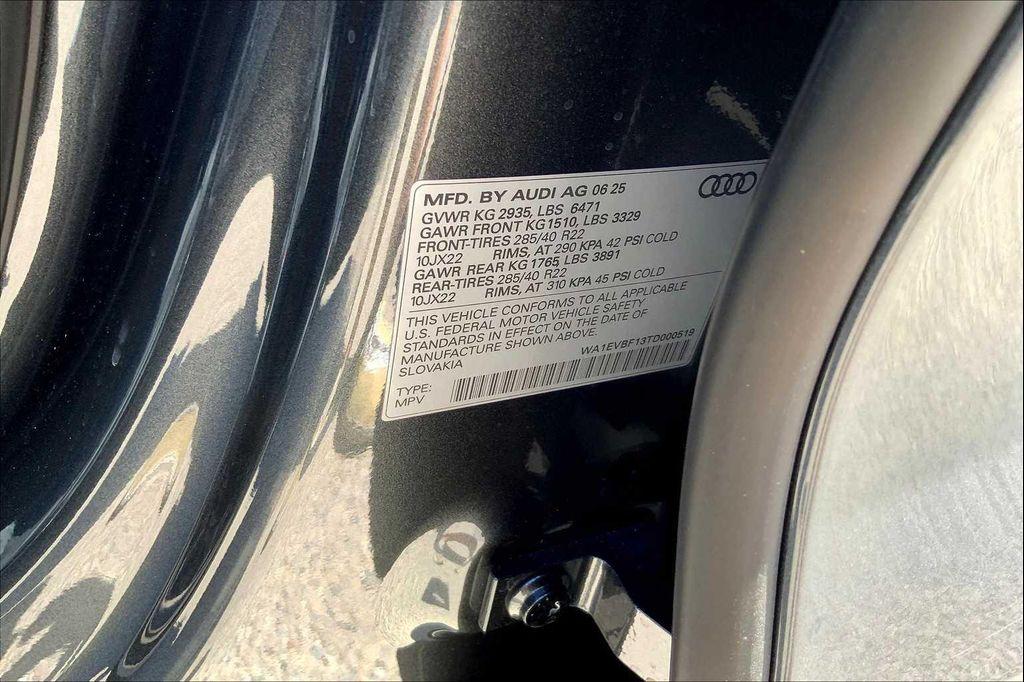 MFD. BY AUDI AG 06 25
GVWR KG 2935, LBS 6471
GAWR FRONT KG 1510, LBS 3329
FRONT-TIRES 285/40 R22
10JX22 RIMS, AT 290 KPA 42 PSI COLD
GAWR REAR KG 1765, LBS 3891
REAR-TIRES 285/40 R22
10JX22 RIMS, AT 310 KPA 45 PSI COLD
THIS VEHICLE CONFORMS TO ALL APPLICABLE
U.S. FEDERAL MOTOR VEHICLE SAFETY
STANDARDS IN EFFECT ON THE DATE OF
MANUFACTURE SHOWN ABOVE.
SLOVAKIA
WA1EVBF13TD000519
TYPE:
MPV